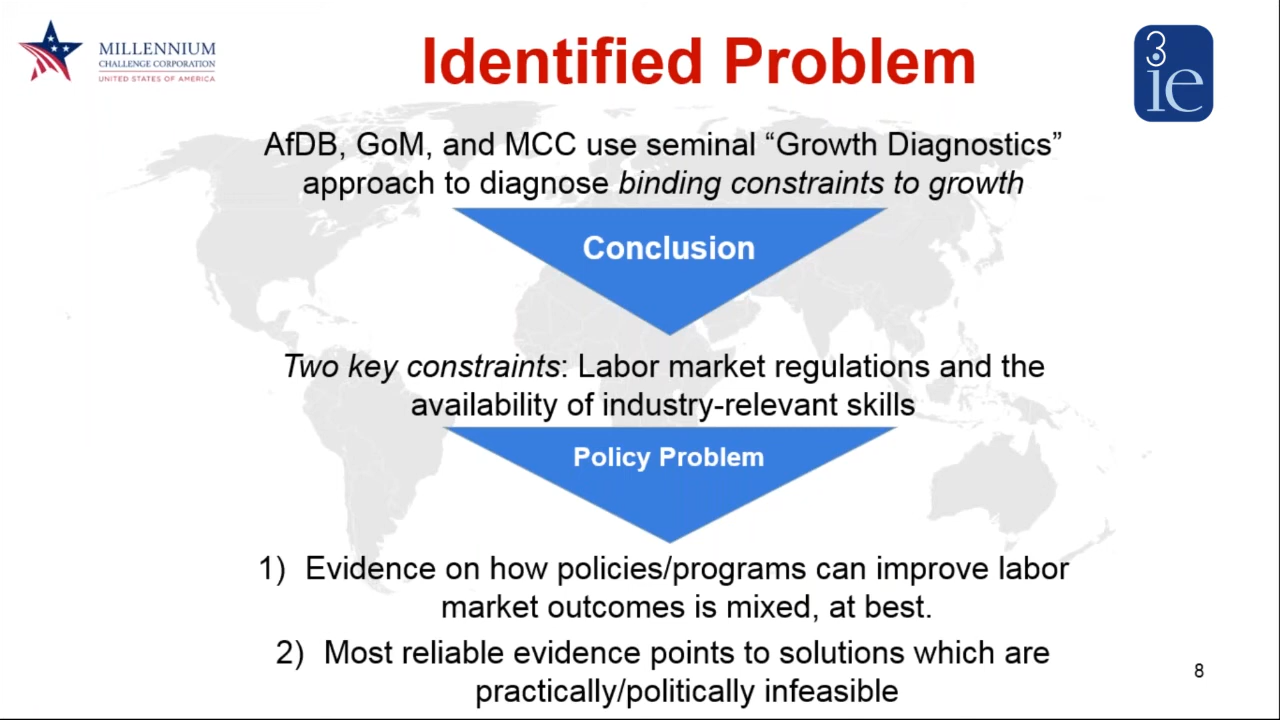 MILLENNIUM
CHALLENGE CORPORATION
UNITED STATES OF AMERICA
Identified Problem
3
ie
AfDB, GoM, and MCC use seminal “Growth Diagnostics”
approach to diagnose binding constraints to growth
Conclusion
Two key constraints: Labor market regulations and the
availability of industry-relevant skills
Policy Problem
1) Evidence on how policies/programs can improve labor
market outcomes is mixed, at best.
2) Most reliable evidence points to solutions which are
practically/politically infeasible
8